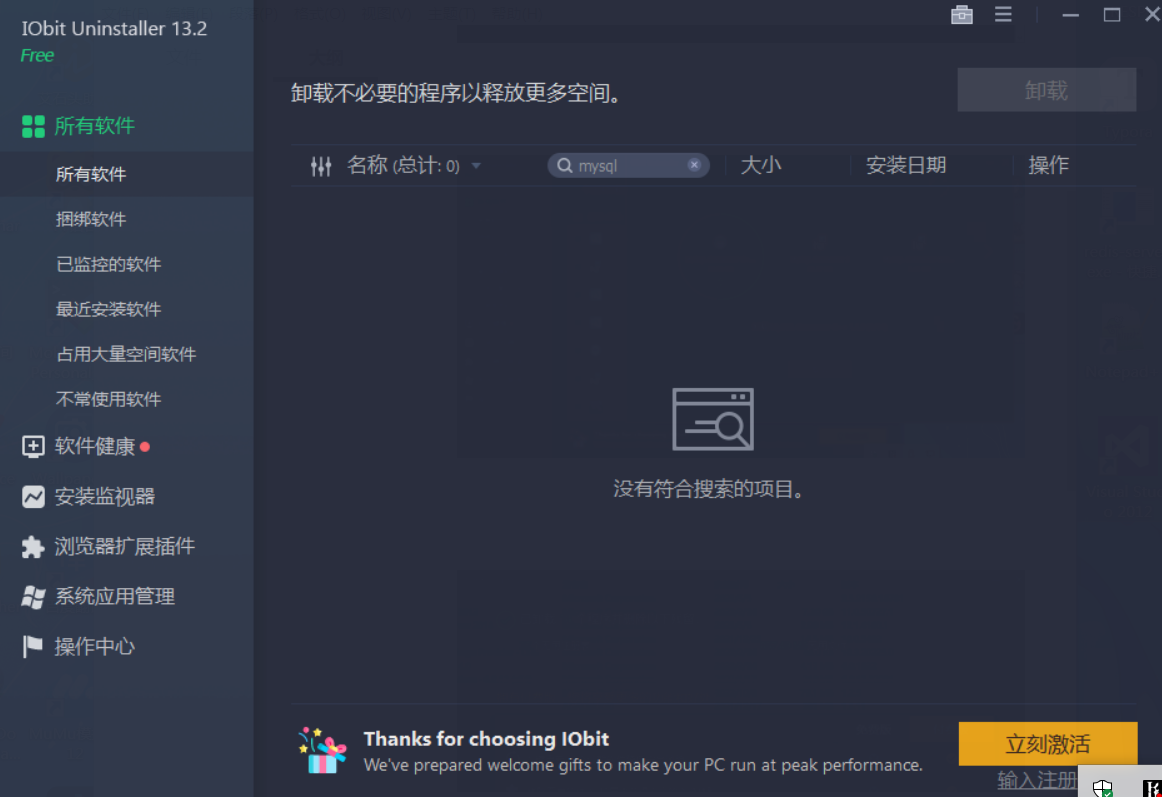 IObit Uninstaller 13.2
Free
所有软件
所有软件
捆绑软件
已监控的软件
最近安装软件
占用大量空间软件
不常使用软件
软件健康
安装监视器
浏览器扩展插件
系统应用管理
操作中心
卸载不必要的程序以释放更多空间。
卸载
名称 (总计: 0)
mysql
大小
安装日期
操作
没有符合搜索的项目。
Thanks for choosing IObit
We've prepared welcome gifts to make your PC run at peak performance.
立刻激活
输入注册